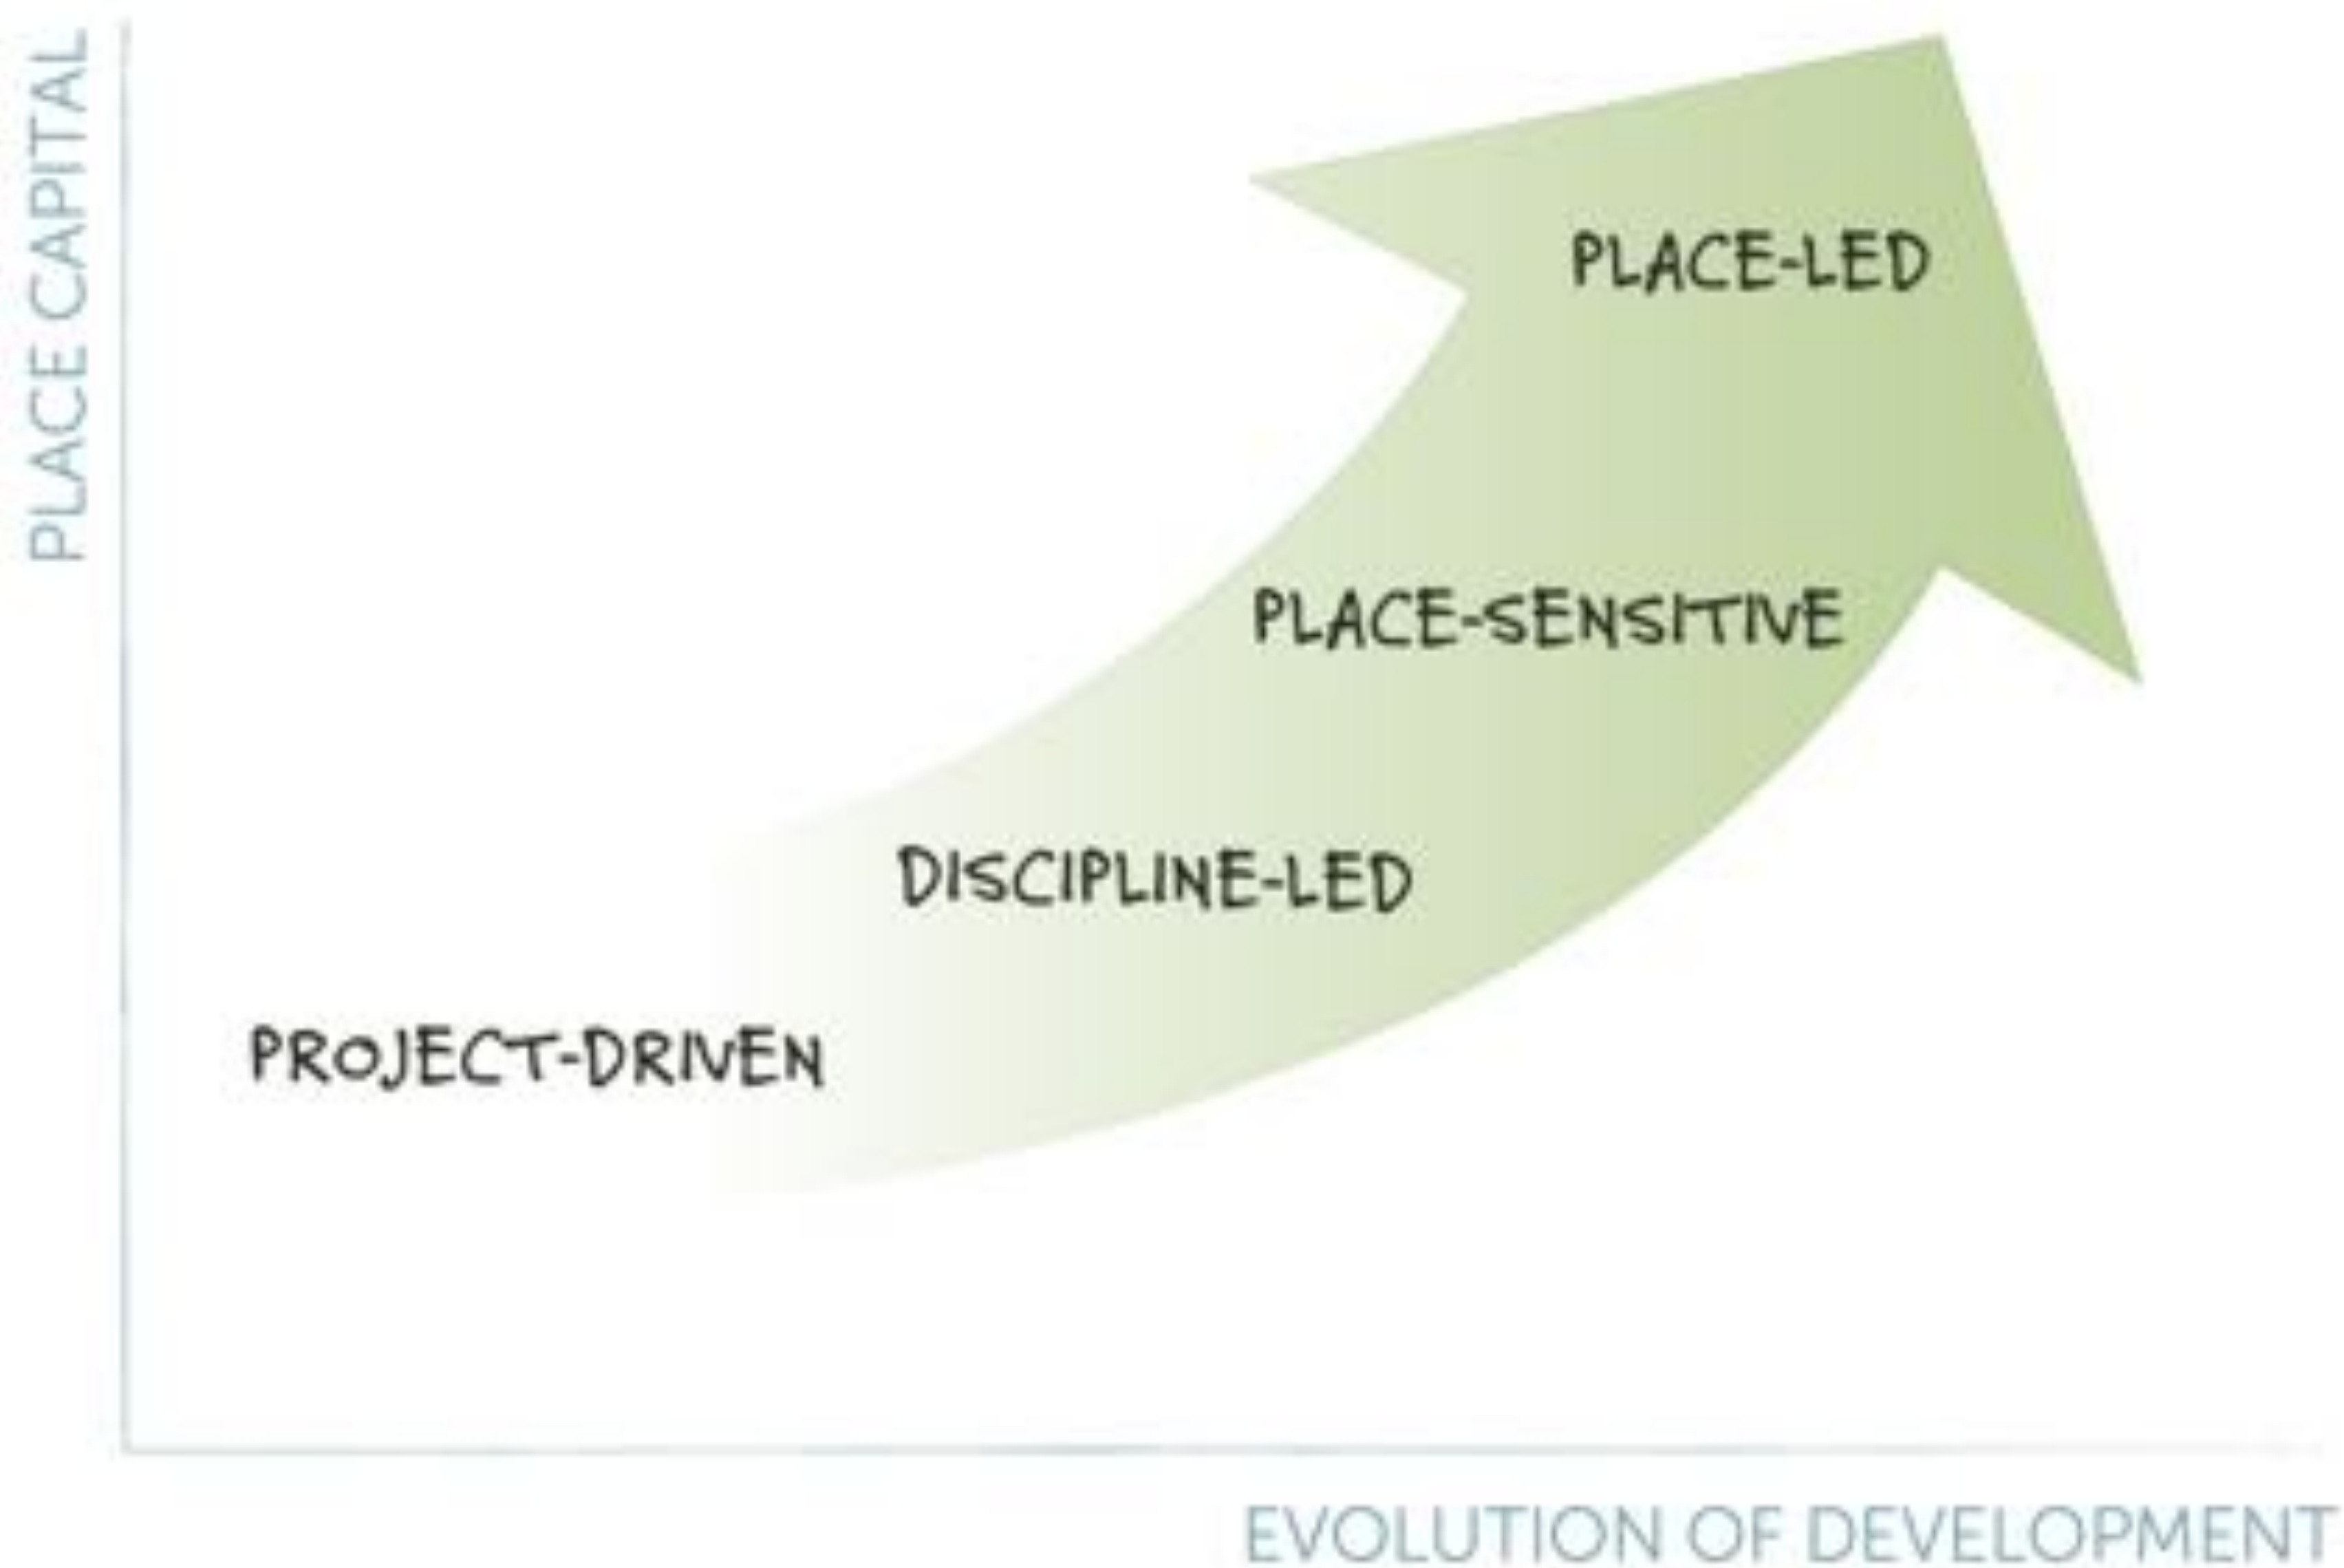 PLACE CAPITAL
PLACE-LED
PLACE-SENSITIVE
DISCIPLINE-LED
PROJECT-DRIVEN
EVOLUTION OF DEVELOPMENT